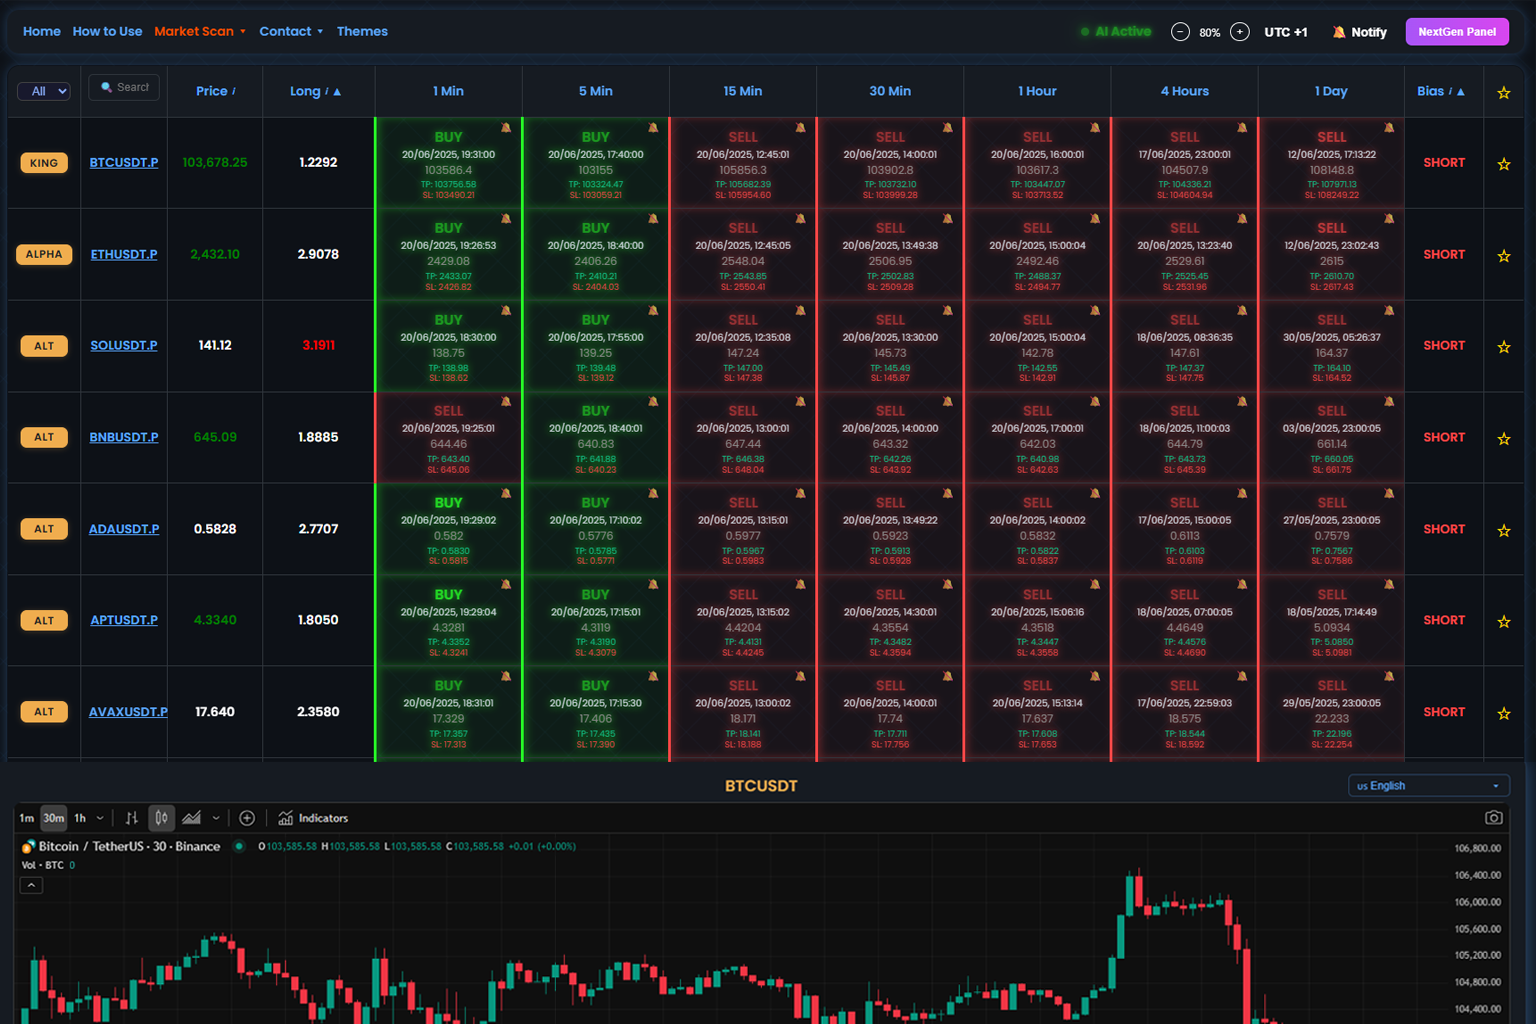 Home How to Use Market Scan Contact Themes AI Active 80% UTC +1 Notify NextGen Panel
All Search Price i Long i ▲ 1 Min 5 Min 15 Min 30 Min 1 Hour 4 Hours 1 Day Bias i ▲
BUY BUY SELL SELL SELL SELL SELL
20/06/2025, 19:31:00 20/06/2025, 17:40:00 20/06/2025, 12:45:01 20/06/2025, 14:00:01 20/06/2025, 16:00:01 17/06/2025, 23:00:01 12/06/2025, 17:13:22
KING BTCUSDT.P 103,678.25 1.2292 103586.4 103155 105856.3 103902.8 103617.3 104507.9 108148.8 SHORT
TP: 103756.58 TP: 103324.47 TP: 105682.39 TP: 103732.10 TP: 103447.07 TP: 104336.21 TP: 107971.13
SL: 103490.21 SL: 103059.21 SL: 105954.60 SL: 103999.28 SL: 103713.52 SL: 104604.94 SL: 108249.22
BUY BUY SELL SELL SELL SELL SELL
20/06/2025, 19:26:53 20/06/2025, 18:40:00 20/06/2025, 12:45:05 20/06/2025, 13:49:38 20/06/2025, 15:00:04 20/06/2025, 13:23:40 12/06/2025, 23:02:43
ALPHA ETHUSDT.P 2,432.10 2.9078 2429.08 2406.26 2548.04 2506.95 2492.46 2529.61 2615 SHORT
TP: 2433.07 TP: 2410.21 TP: 2543.85 TP: 2502.83 TP: 2488.37 TP: 2525.45 TP: 2610.70
SL: 2426.82 SL: 2404.03 SL: 2550.41 SL: 2509.28 SL: 2494.77 SL: 2531.96 SL: 2617.43
BUY BUY SELL SELL SELL SELL SELL
20/06/2025, 18:30:00 20/06/2025, 17:55:00 20/06/2025, 12:35:08 20/06/2025, 13:30:00 20/06/2025, 15:00:04 18/06/2025, 08:36:35 30/05/2025, 05:26:37
ALT SOLUSDT.P 141.12 3.1911 138.75 139.25 147.24 145.73 142.78 147.61 164.37 SHORT
TP: 138.98 TP: 139.48 TP: 147.00 TP: 145.49 TP: 142.55 TP: 147.37 TP: 164.10
SL: 138.62 SL: 139.12 SL: 147.38 SL: 145.87 SL: 142.91 SL: 147.75 SL: 164.52
SELL BUY SELL SELL SELL SELL SELL
20/06/2025, 19:25:01 20/06/2025, 18:40:01 20/06/2025, 13:00:01 20/06/2025, 14:00:00 20/06/2025, 17:00:01 18/06/2025, 11:00:03 03/06/2025, 23:00:05
ALT BNBUSDT.P 645.09 1.8885 644.46 640.83 647.44 643.32 642.03 644.79 661.14 SHORT
TP: 643.40 TP: 641.88 TP: 646.38 TP: 642.26 TP: 640.98 TP: 643.73 TP: 660.05
SL: 645.06 SL: 640.23 SL: 648.04 SL: 643.92 SL: 642.63 SL: 645.39 SL: 661.75
BUY BUY SELL SELL SELL SELL SELL
20/06/2025, 19:29:02 20/06/2025, 17:10:02 20/06/2025, 13:15:01 20/06/2025, 13:49:22 20/06/2025, 14:00:02 17/06/2025, 15:00:05 27/05/2025, 23:00:05
ALT ADAUSDT.P 0.5828 2.7707 0.582 0.5776 0.5977 0.5923 0.5832 0.6113 0.7579 SHORT
TP: 0.5830 TP: 0.5785 TP: 0.5967 TP: 0.5913 TP: 0.5822 TP: 0.6103 TP: 0.7567
SL: 0.5815 SL: 0.5771 SL: 0.5983 SL: 0.5928 SL: 0.5837 SL: 0.6119 SL: 0.7586
BUY BUY SELL SELL SELL SELL SELL
20/06/2025, 19:29:04 20/06/2025, 17:15:01 20/06/2025, 13:15:02 20/06/2025, 14:30:01 20/06/2025, 15:06:16 18/06/2025, 07:00:05 18/05/2025, 17:14:49
ALT APTUSDT.P 4.3340 1.8050 4.3281 4.3119 4.4204 4.3554 4.3518 4.4649 5.0934 SHORT
TP: 4.3352 TP: 4.3190 TP: 4.4131 TP: 4.3482 TP: 4.3447 TP: 4.4576 TP: 5.0850
SL: 4.3241 SL: 4.3079 SL: 4.4245 SL: 4.3594 SL: 4.3558 SL: 4.4690 SL: 5.0981
BUY BUY SELL SELL SELL SELL SELL
20/06/2025, 18:31:01 20/06/2025, 17:15:30 20/06/2025, 13:00:02 20/06/2025, 14:00:01 20/06/2025, 15:13:14 17/06/2025, 22:59:03 29/05/2025, 23:00:05
ALT AVAXUSDT.P 17.640 2.3580 17.329 17.406 18.171 17.74 17.637 18.575 22.233 SHORT
TP: 17.357 TP: 17.435 TP: 18.141 TP: 17.711 TP: 17.608 TP: 18.544 TP: 22.196
SL: 17.313 SL: 17.390 SL: 18.188 SL: 17.756 SL: 17.653 SL: 18.592 SL: 22.254
BTCUSDT us English
1m 30m 1h Indicators
Bitcoin / TetherUS · 30 · Binance O103,585.58 H103,585.58 L103,585.58 C103,585.58 +0.01 (+0.00%)
Vol · BTC 0
106,800.00
106,400.00
106,000.00
105,600.00
105,200.00
104,800.00
104,400.00